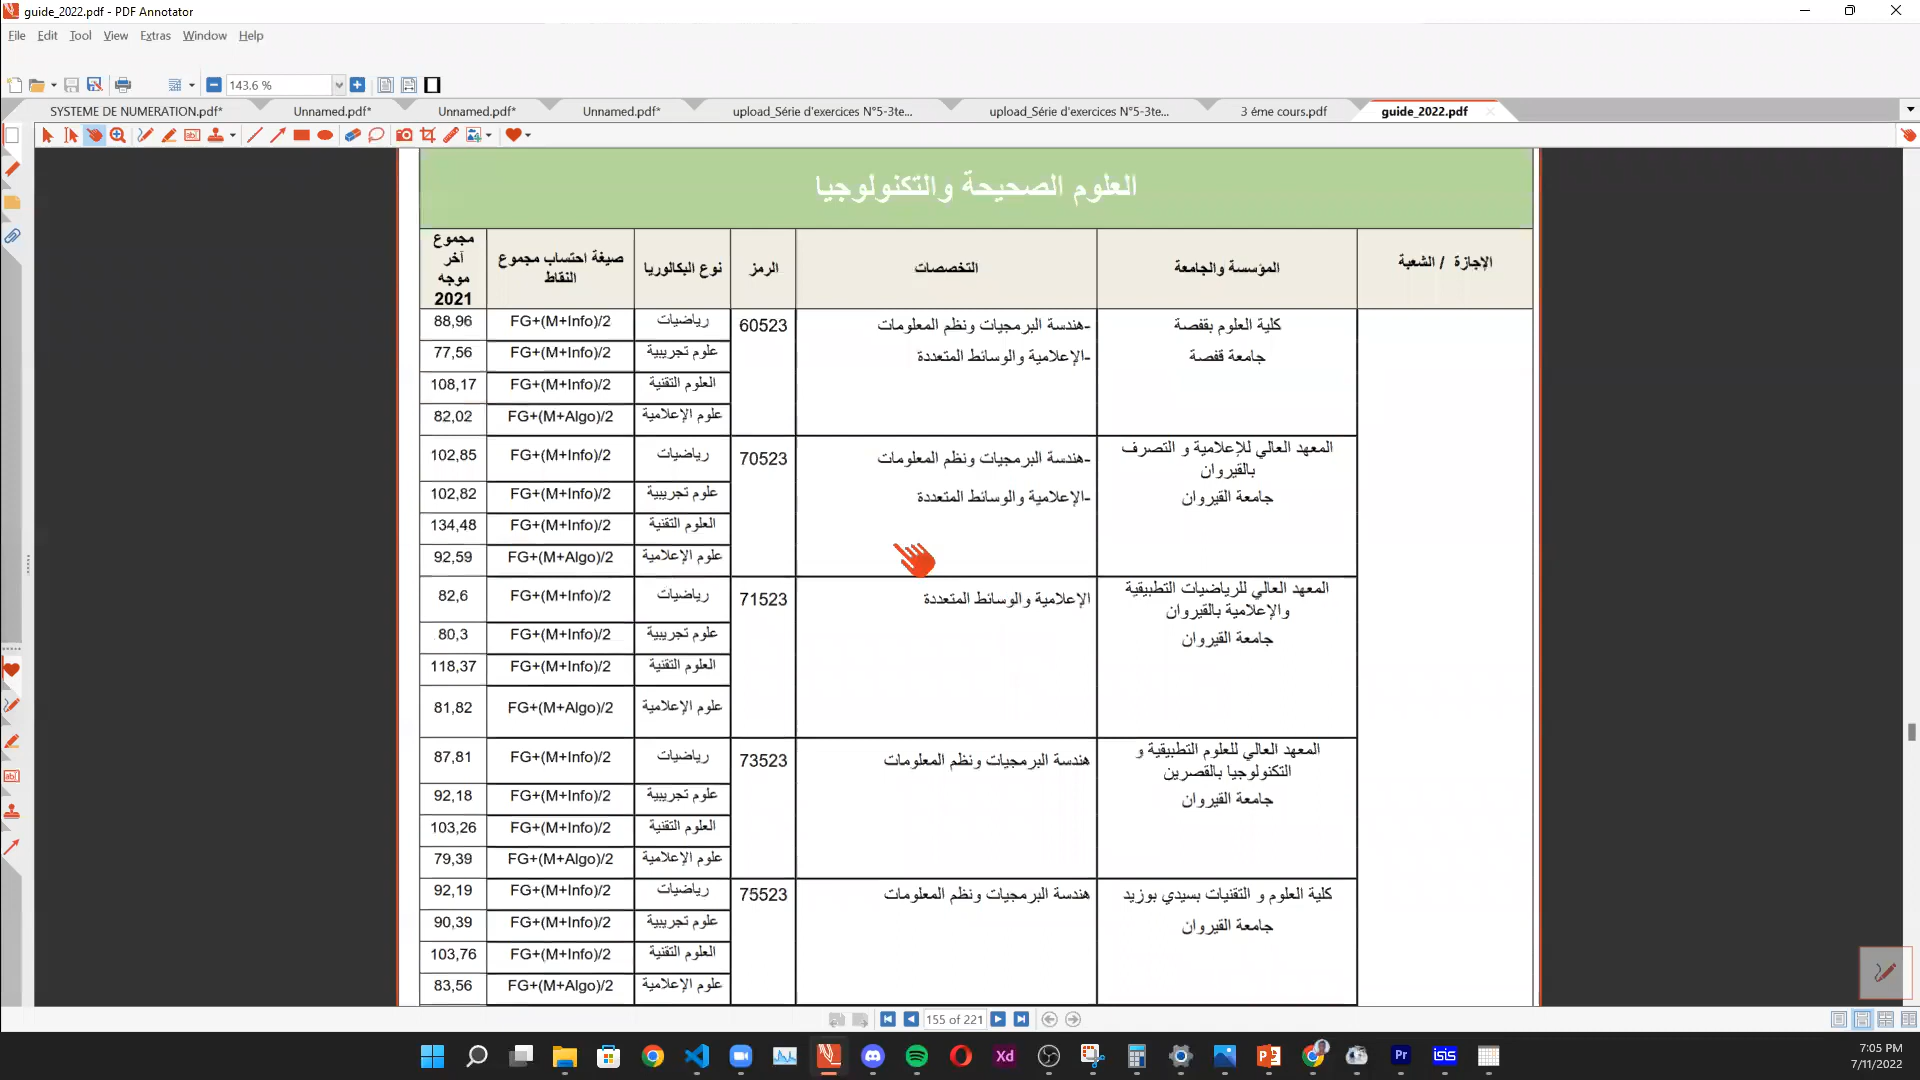 guide_2022.pdf - PDF Annotator
File Edit Tool View Extras Window Help
143.6 %
SYSTEME DE NUMERATION.pdf* Unnamed.pdf* Unnamed.pdf* Unnamed.pdf* upload_Série d'exercices N°5-3te... upload_Série d'exercices N°5-3te... 3 éme cours.pdf guide_2022.pdf
العلوم الصحيحة والتكنولوجيا
الإجازة / الشعبة
المؤسسة والجامعة
التخصصات
الرمز
نوع البكالوريا
صيغة احتساب مجموع
النقاط
مجموع
آخر
موجه
2021
كلية العلوم بقفصة
جامعة قفصة
-هندسة البرمجيات ونظم المعلومات
-الإعلامية والوسائط المتعددة
60523
رياضيات FG+(M+Info)/2 88,96
علوم تجريبية FG+(M+Info)/2 77,56
العلوم التقنية FG+(M+Info)/2 108,17
علوم الإعلامية FG+(M+Algo)/2 82,02
المعهد العالي للإعلامية و التصرف
بالقيروان
جامعة القيروان
-هندسة البرمجيات ونظم المعلومات
-الإعلامية والوسائط المتعددة
70523
رياضيات FG+(M+Info)/2 102,85
علوم تجريبية FG+(M+Info)/2 102,82
العلوم التقنية FG+(M+Info)/2 134,48
علوم الإعلامية FG+(M+Algo)/2 92,59
المعهد العالي للرياضيات التطبيقية
والإعلامية بالقيروان
جامعة القيروان
الإعلامية والوسائط المتعددة
71523
رياضيات FG+(M+Info)/2 82,6
علوم تجريبية FG+(M+Info)/2 80,3
العلوم التقنية FG+(M+Info)/2 118,37
علوم الإعلامية FG+(M+Algo)/2 81,82
المعهد العالي للعلوم التطبيقية و
التكنولوجيا بالقصرين
جامعة القيروان
هندسة البرمجيات ونظم المعلومات
73523
رياضيات FG+(M+Info)/2 87,81
علوم تجريبية FG+(M+Info)/2 92,18
العلوم التقنية FG+(M+Info)/2 103,26
علوم الإعلامية FG+(M+Algo)/2 79,39
كلية العلوم و التقنيات بسيدي بوزيد
جامعة القيروان
هندسة البرمجيات ونظم المعلومات
75523
رياضيات FG+(M+Info)/2 92,19
علوم تجريبية FG+(M+Info)/2 90,39
العلوم التقنية FG+(M+Info)/2 103,76
علوم الإعلامية FG+(M+Algo)/2 83,56
155 of 221
Xd Pr isis
7:05 PM
7/11/2022